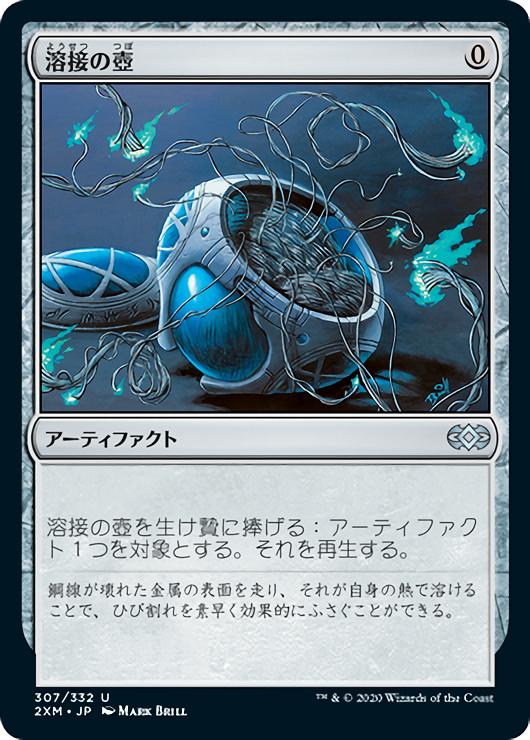 ようせつ つぼ
溶接の壺
0
アーティファクト
溶接の壺を生け贄に捧げる：アーティファク
ト１つを対象とする。それを再生する。
鋼線が壊れた金属の表面を走り、それが自身の熱で溶ける
ことで、ひび割れを素早く効果的にふさぐことができる。
307/332 U
™ & © 2020 Wizards of the Coast
2XM • JP Mark Brill